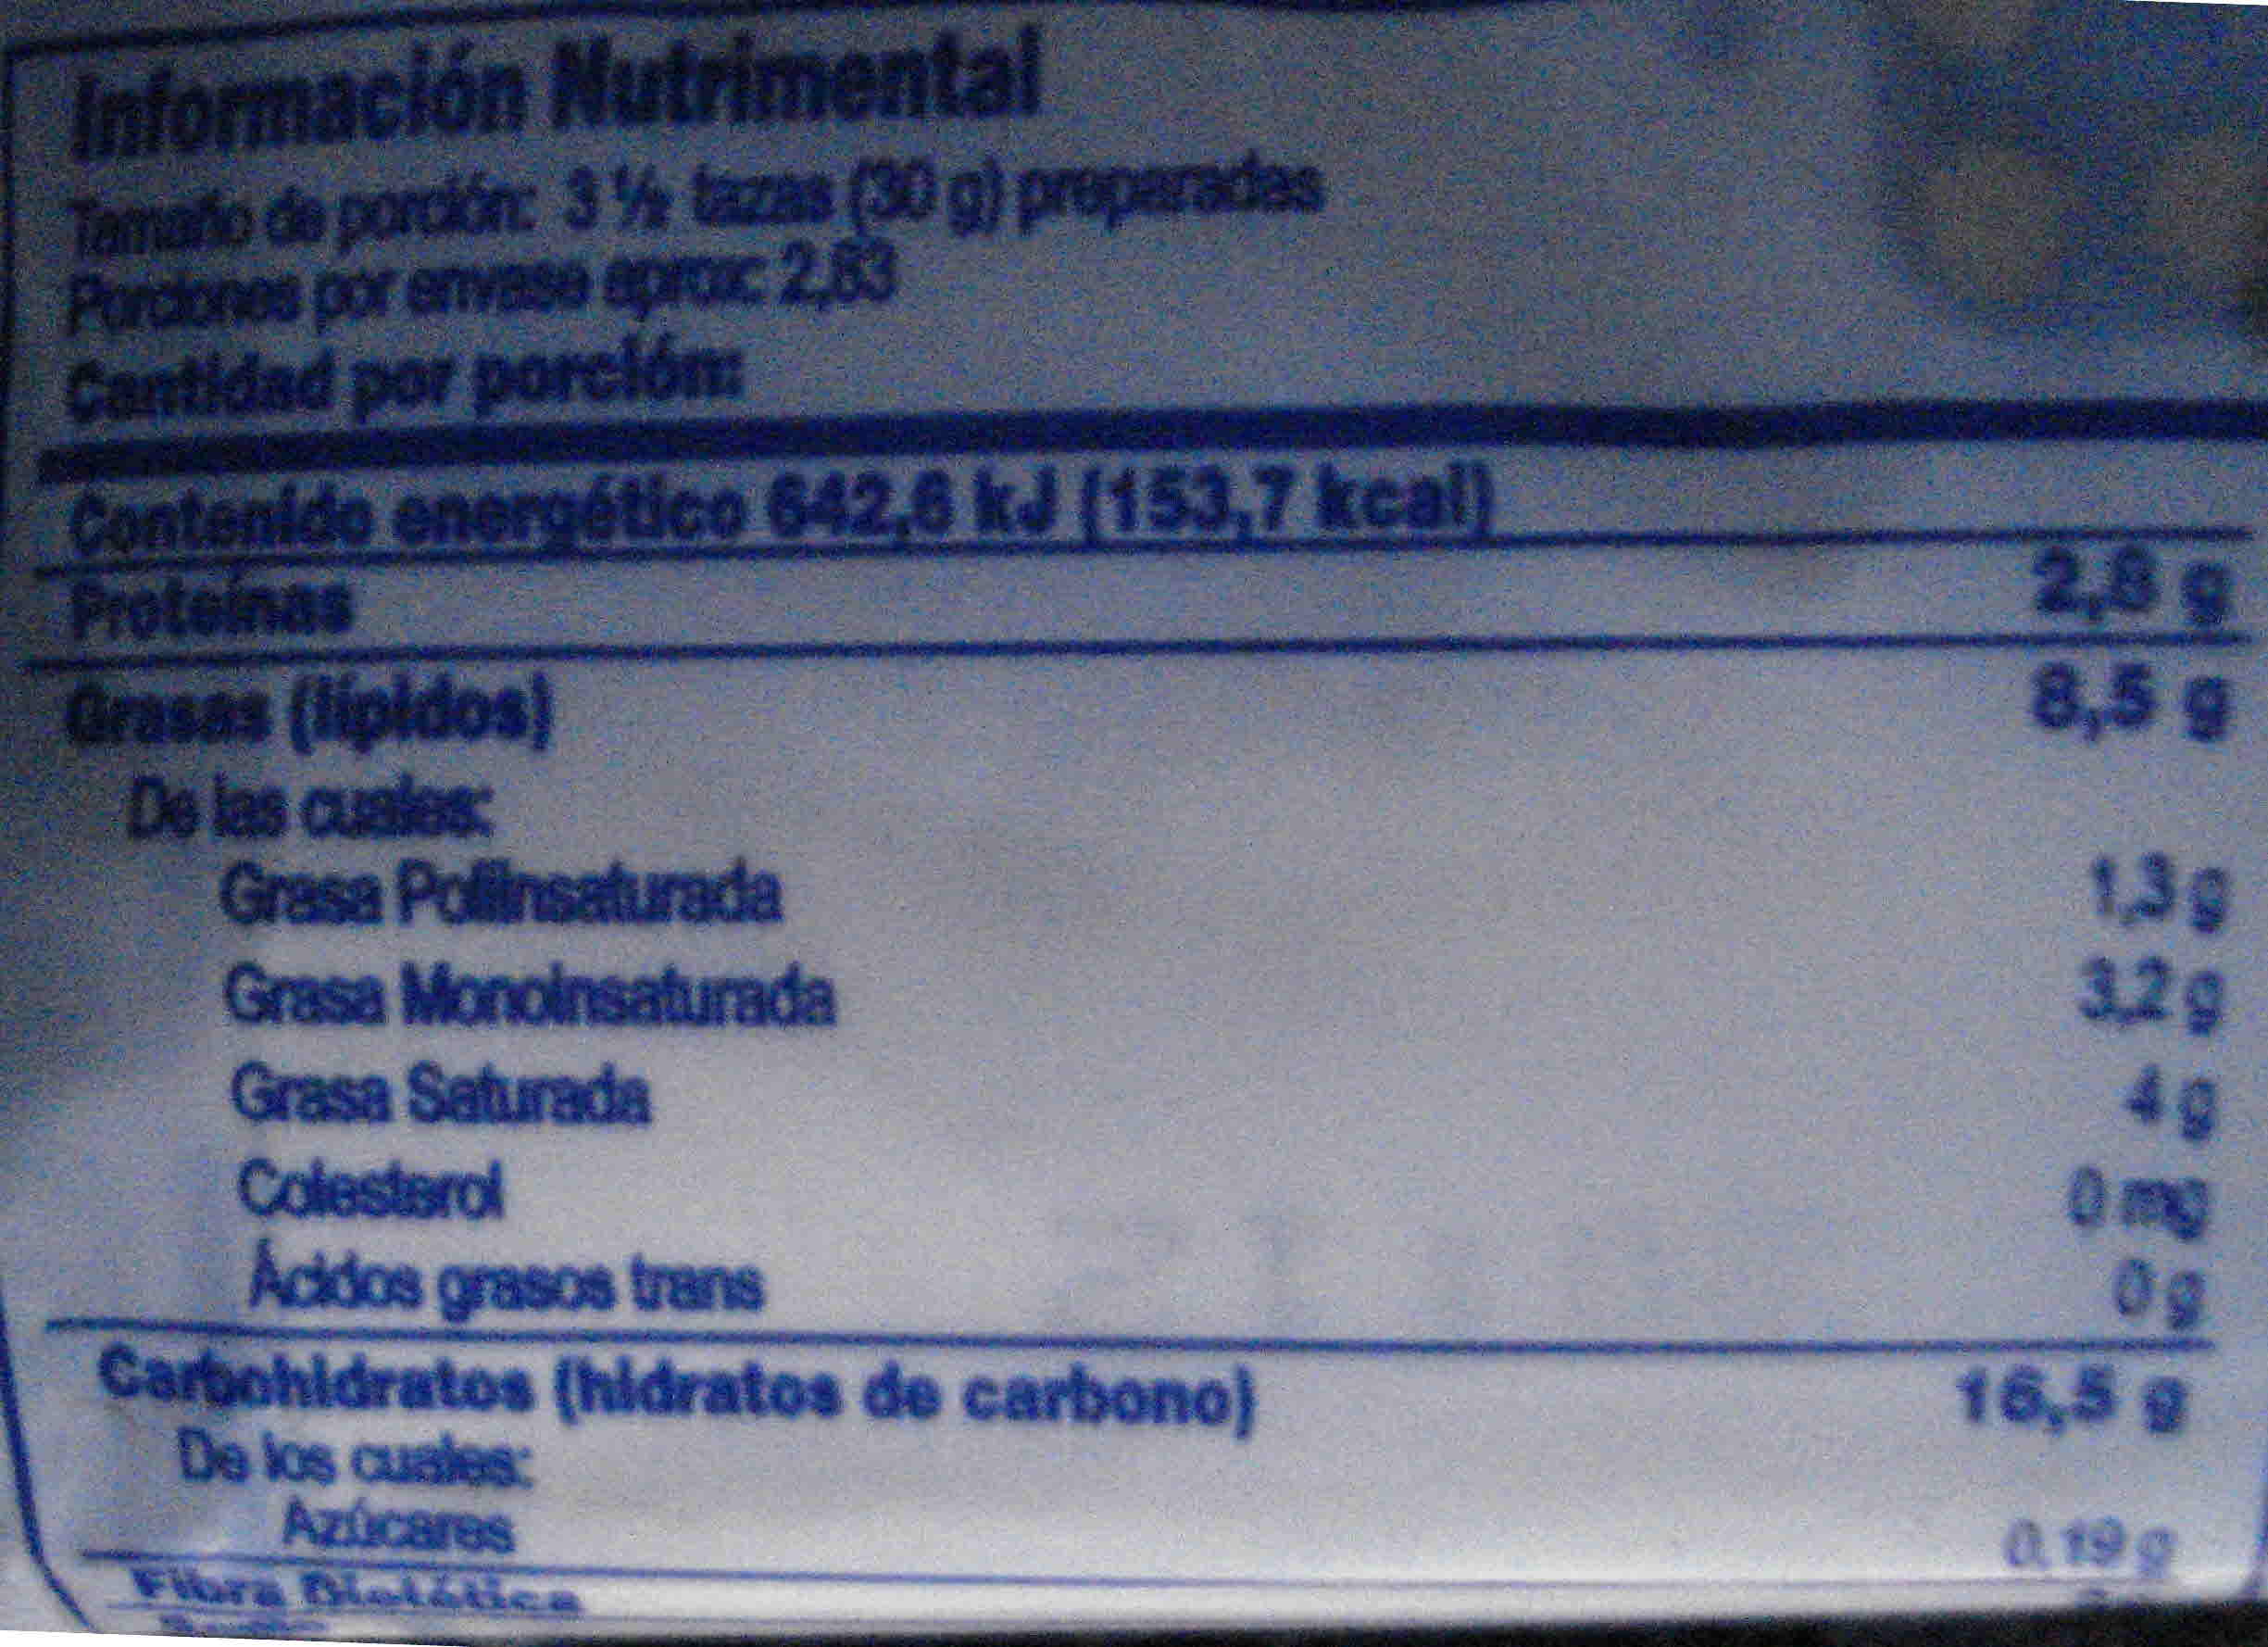 Información Nutrimental
Tamaño de porción: 3 ½ tazas (30 g) preparadas
Porciones por envase aprox: 2,83
Cantidad por porción:
Contenido energético 642,6 kJ (153,7 kcal)
Proteínas 2,8 g
Grasas (lípidos) 8,5 g
De las cuales:
Grasa Poliinsaturada 1,3 g
Grasa Monoinsaturada 3,2 g
Grasa Saturada 4 g
Colesterol 0 mg
Ácidos grasos trans 0 g
Carbohidratos (hidratos de carbono) 16,5 g
De los cuales:
Azúcares 0,19 g
Fibra Dietética